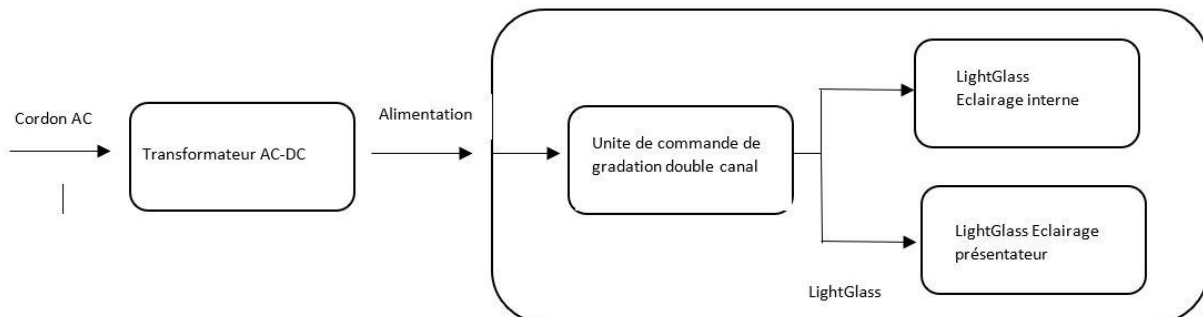 Cordon AC
Transformateur AC-DC
Alimentation
Unite de commande de
gradation double canal
LightGlass
Eclairage interne
LightGlass Eclairage
présentateur
LightGlass